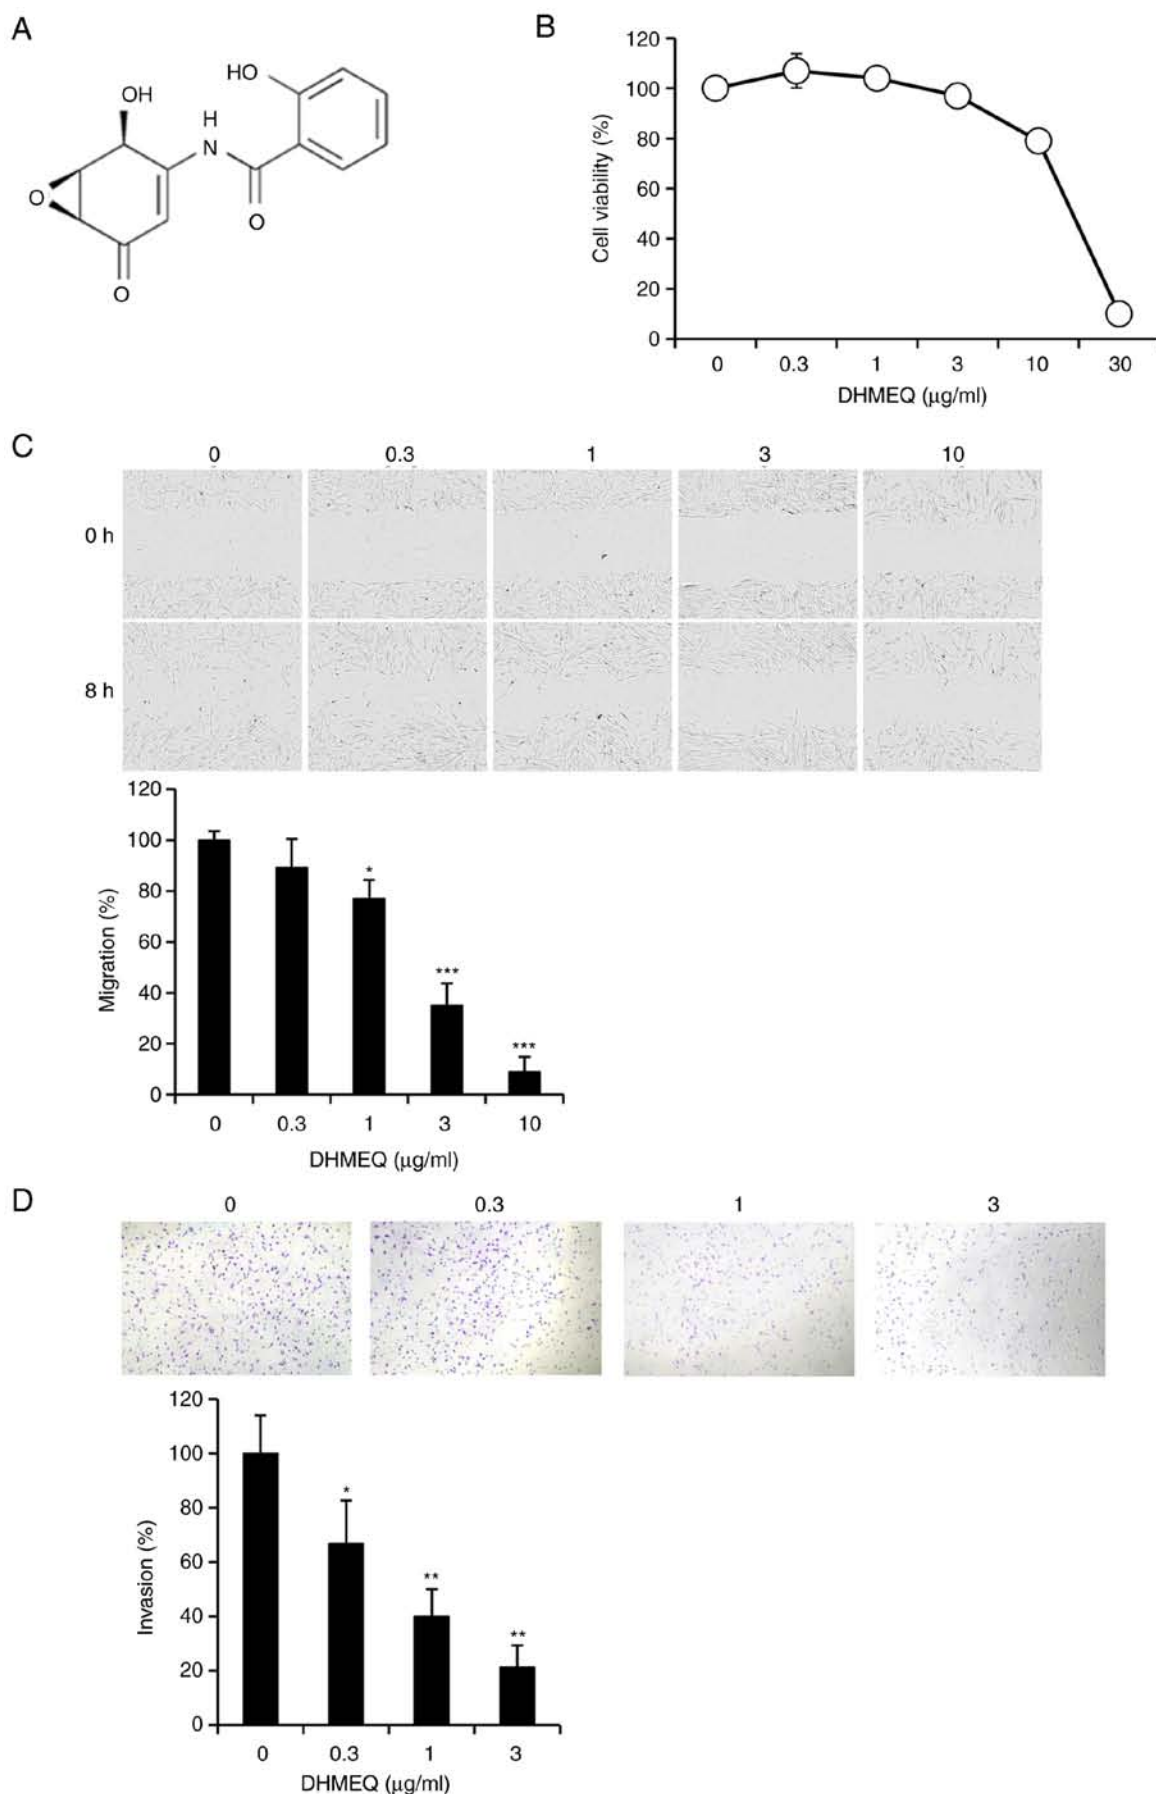 A
OH
HO
H
N
O
O
O
B
120
100
80
60
40
20
0
Cell viability (%)
0 0.3 1 3 10 30
DHMEQ (μg/ml)
C
0 0.3 1 3 10
0 h
8 h
120
100
80
60
40
20
0
Migration (%)
*
***
***
0 0.3 1 3 10
DHMEQ (μg/ml)
D
0 0.3 1 3
120
100
80
60
40
20
0
Invasion (%)
*
**
**
0 0.3 1 3
DHMEQ (μg/ml)